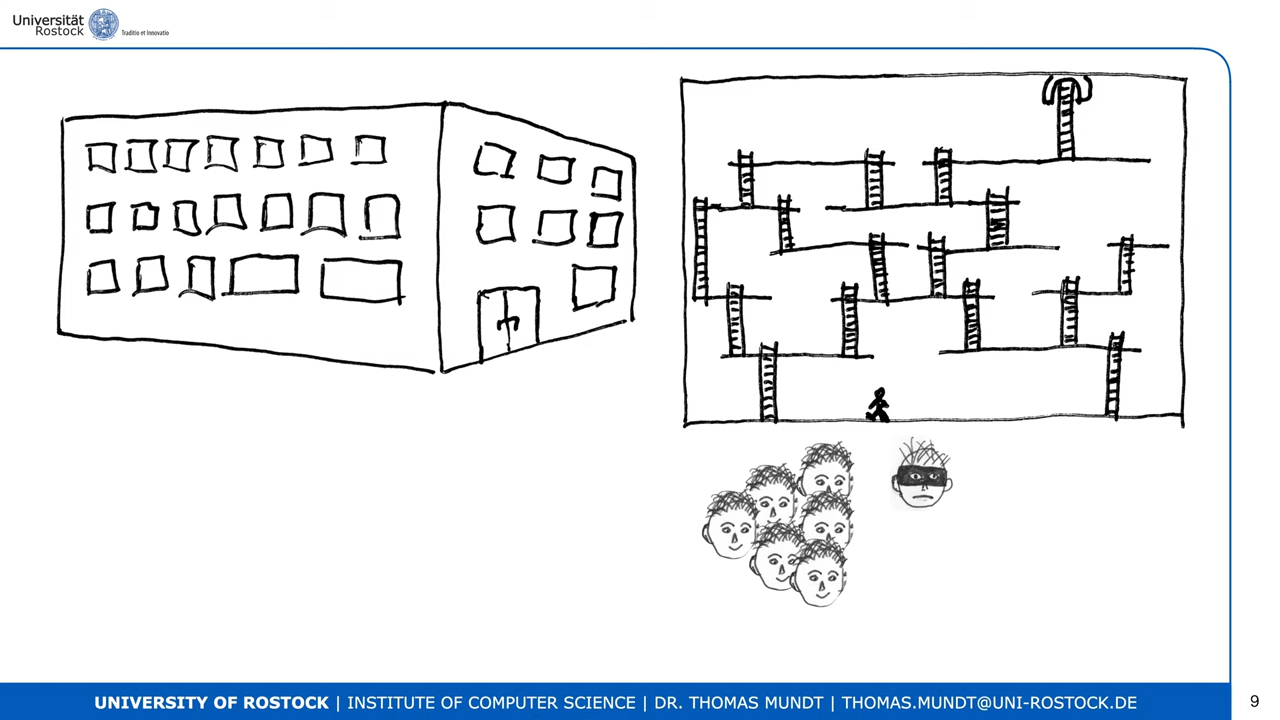 Universität
Rostock
Traditio et Innovatio
UNIVERSITY OF ROSTOCK | INSTITUTE OF COMPUTER SCIENCE | DR. THOMAS MUNDT | THOMAS.MUNDT@UNI-ROSTOCK.DE
9